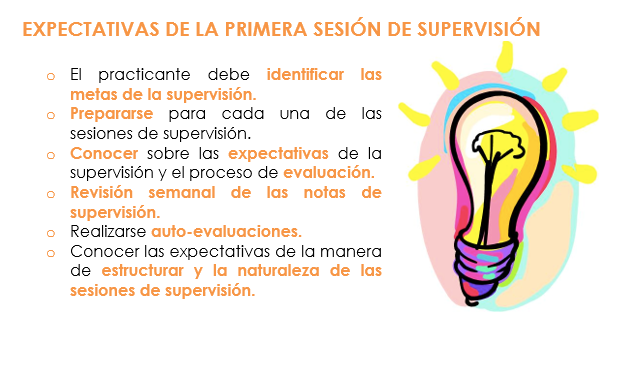 EXPECTATIVAS DE LA PRIMERA SESIÓN DE SUPERVISIÓN
o El practicante debe identificar las
metas de la supervisión.
o Prepararse para cada una de las
sesiones de supervisión.
o Conocer sobre las expectativas de la
supervisión y el proceso de evaluación.
o Revisión semanal de las notas de
supervisión.
o Realizarse auto-evaluaciones.
o Conocer las expectativas de la manera
de estructurar y la naturaleza de las
sesiones de supervisión.